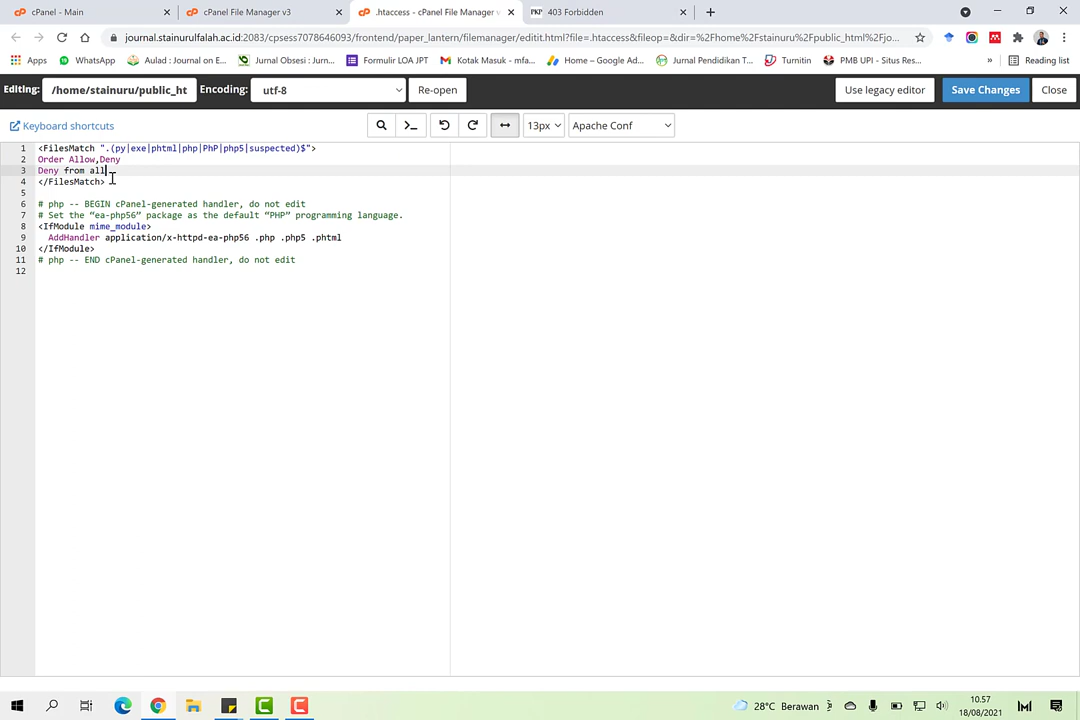 cPanel - Main
cPanel File Manager v3
.htaccess - cPanel File Manager v
403 Forbidden
journal.stainurulfalah.ac.id:2083/cpsess7078646093/frontend/paper_lantern/filemanager/editit.html?file=.htaccess&fileop=&dir=%2Fhome%2Fstainuru%2Fpublic_html%2Fjo...
Apps
WhatsApp
Aulad : Journal on E...
Jurnal Obsesi : Jurn...
Formulir LOA JPT
Kotak Masuk - mfa...
Home – Google Ad...
Jurnal Pendidikan T...
Turnitin
PMB UPI - Situs Res...
»
Reading list
Editing:
/home/stainuru/public_ht
Encoding:
utf-8
Re-open
Use legacy editor
Save Changes
Close
Keyboard shortcuts
13px
Apache Conf
1 <FilesMatch ".(py|exe|phtml|php|PhP|php5|suspected)$">
2 Order Allow,Deny
3 Deny from all
4 </FilesMatch>
5
6 # php -- BEGIN cPanel-generated handler, do not edit
7 # Set the “ea-php56” package as the default “PHP” programming language.
8 <IfModule mime_module>
9 AddHandler application/x-httpd-ea-php56 .php .php5 .phtml
10 </IfModule>
11 # php -- END cPanel-generated handler, do not edit
12
28°C Berawan
10.57
18/08/2021